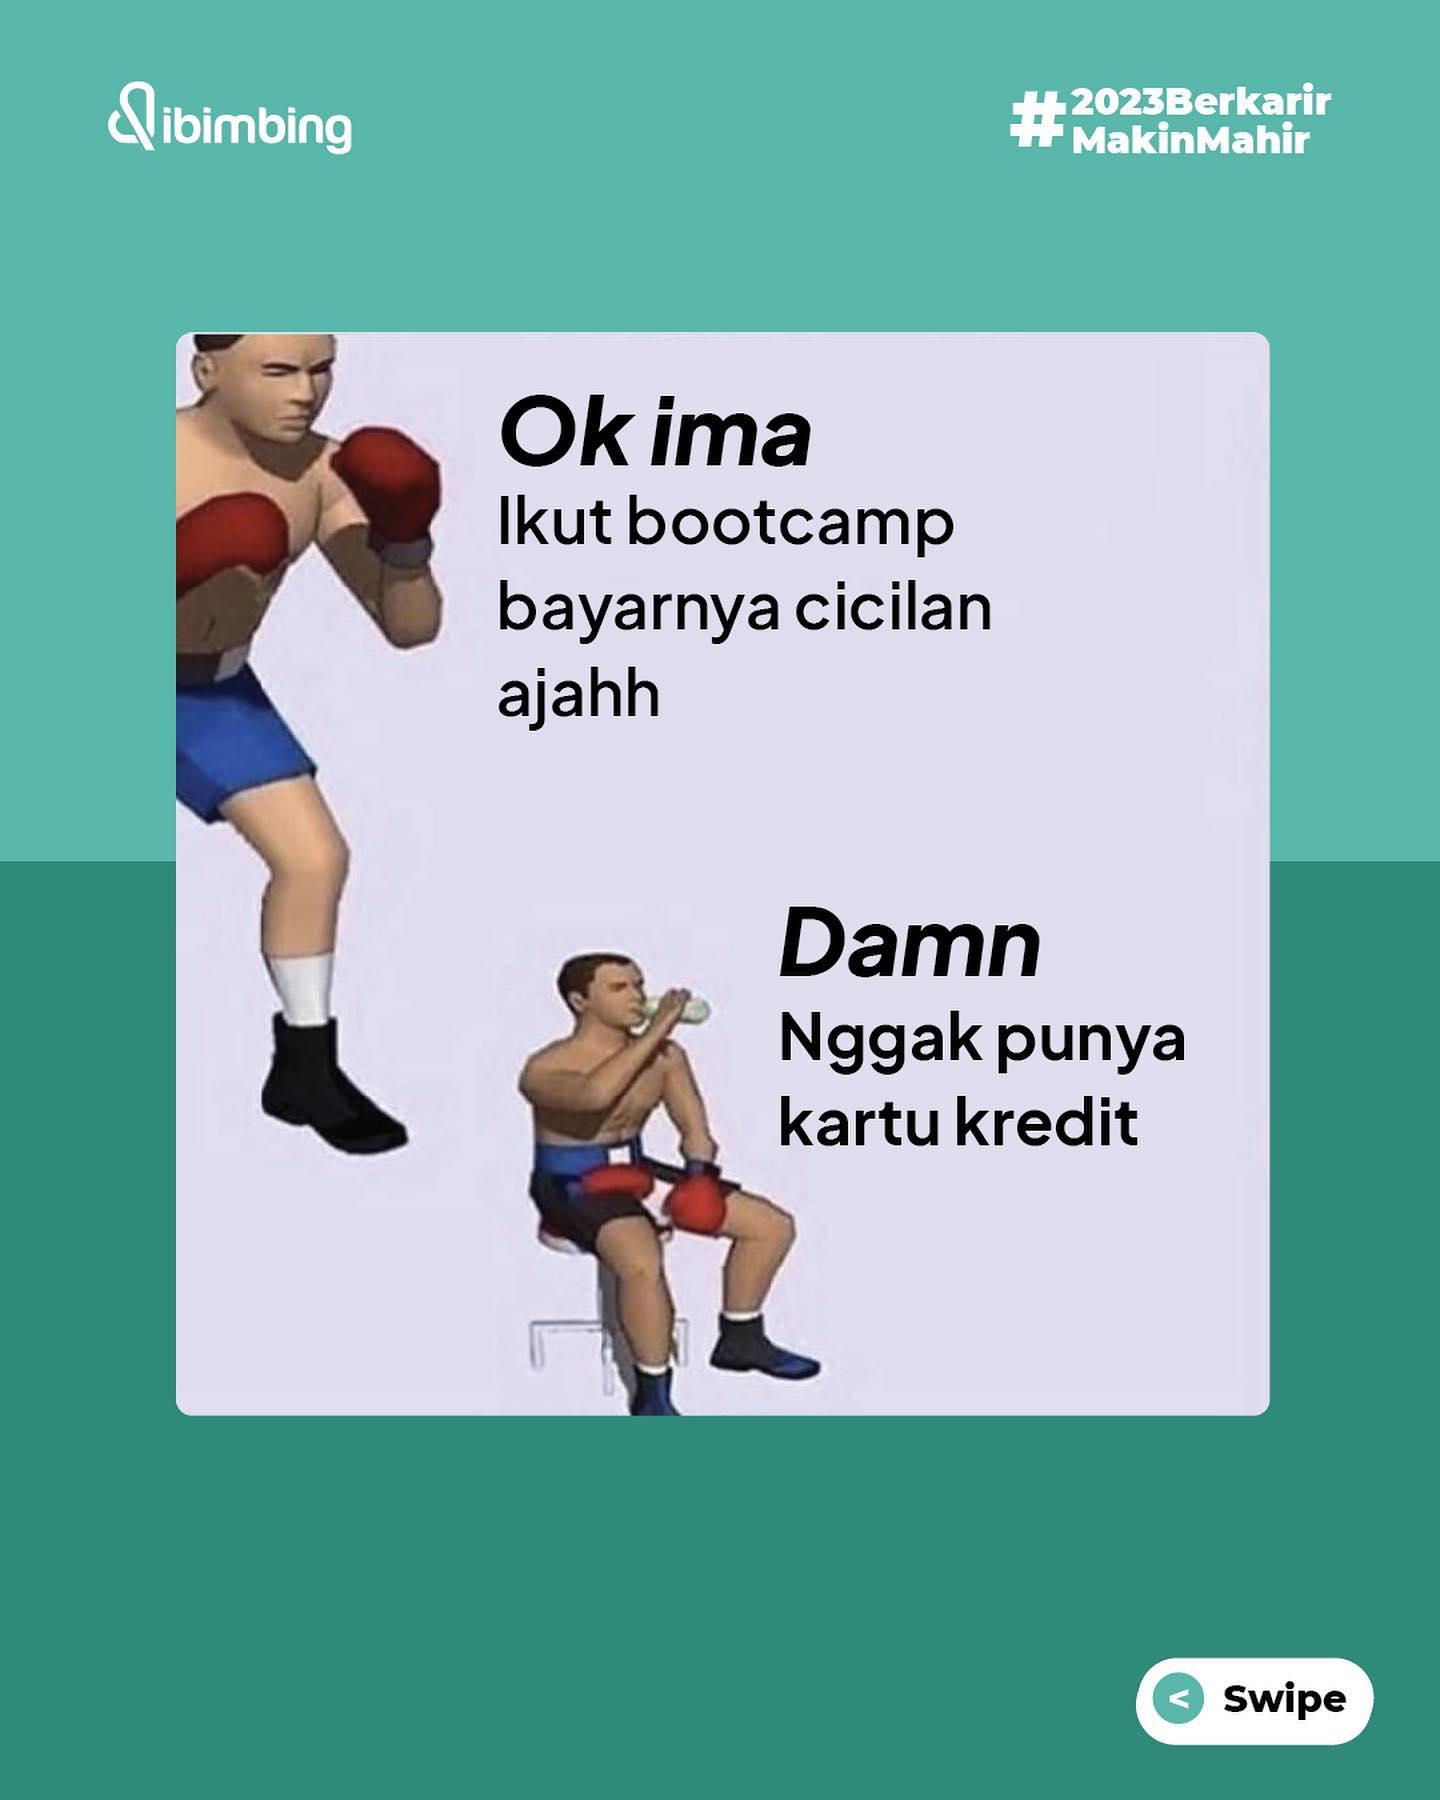 ibimbing
#2023Berkarir
MakinMahir
Ok ima
Ikut bootcamp
bayarnya cicilan
ajahh
Damn
Nggak punya
kartu kredit
< Swipe